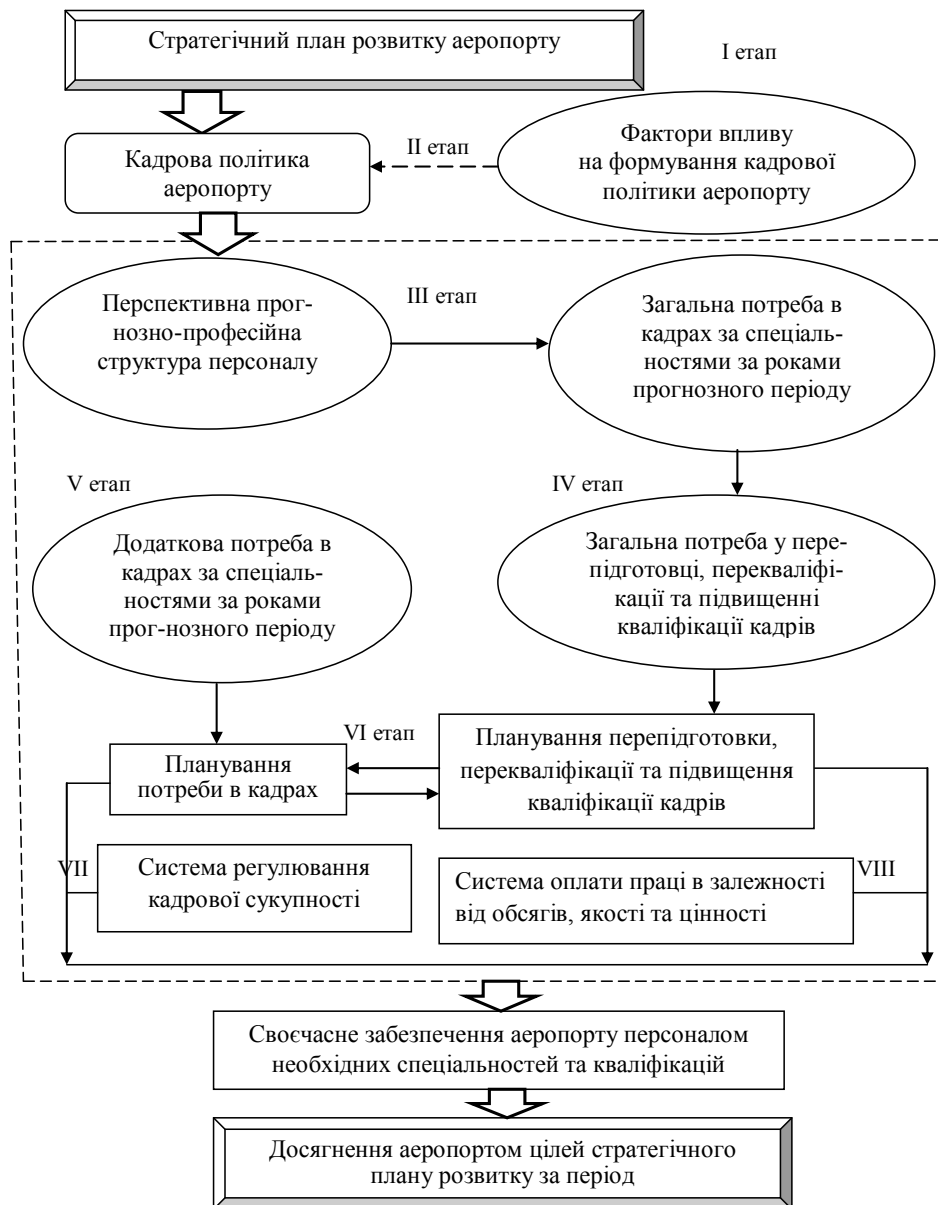 Стратегічний план розвитку аеропорту
I етап
Кадрова політика
аеропорту
II етап
Фактори впливу
на формування кадрової
політики аеропорту
Перспективна прог-
нозно-професійна
структура персоналу
III етап
Загальна потреба в
кадрах за спеціаль-
ностями за роками
прогнозного періоду
V етап
IV етап
Додаткова потреба в
кадрах за спеціаль-
ностями за роками
прог-нозного періоду
Загальна потреба у пере-
підготовці, перекваліфі-
кації та підвищенні
кваліфікації кадрів
VI етап
Планування
потреби в кадрах
Планування перепідготовки,
перекваліфікації та підвищення
кваліфікації кадрів
VII
Система регулювання
кадрової сукупності
Система оплати праці в залежності
від обсягів, якості та цінності
VIII
Своєчасне забезпечення аеропорту персоналом
необхідних спеціальностей та кваліфікацій
Досягнення аеропортом цілей стратегічного
плану розвитку за період